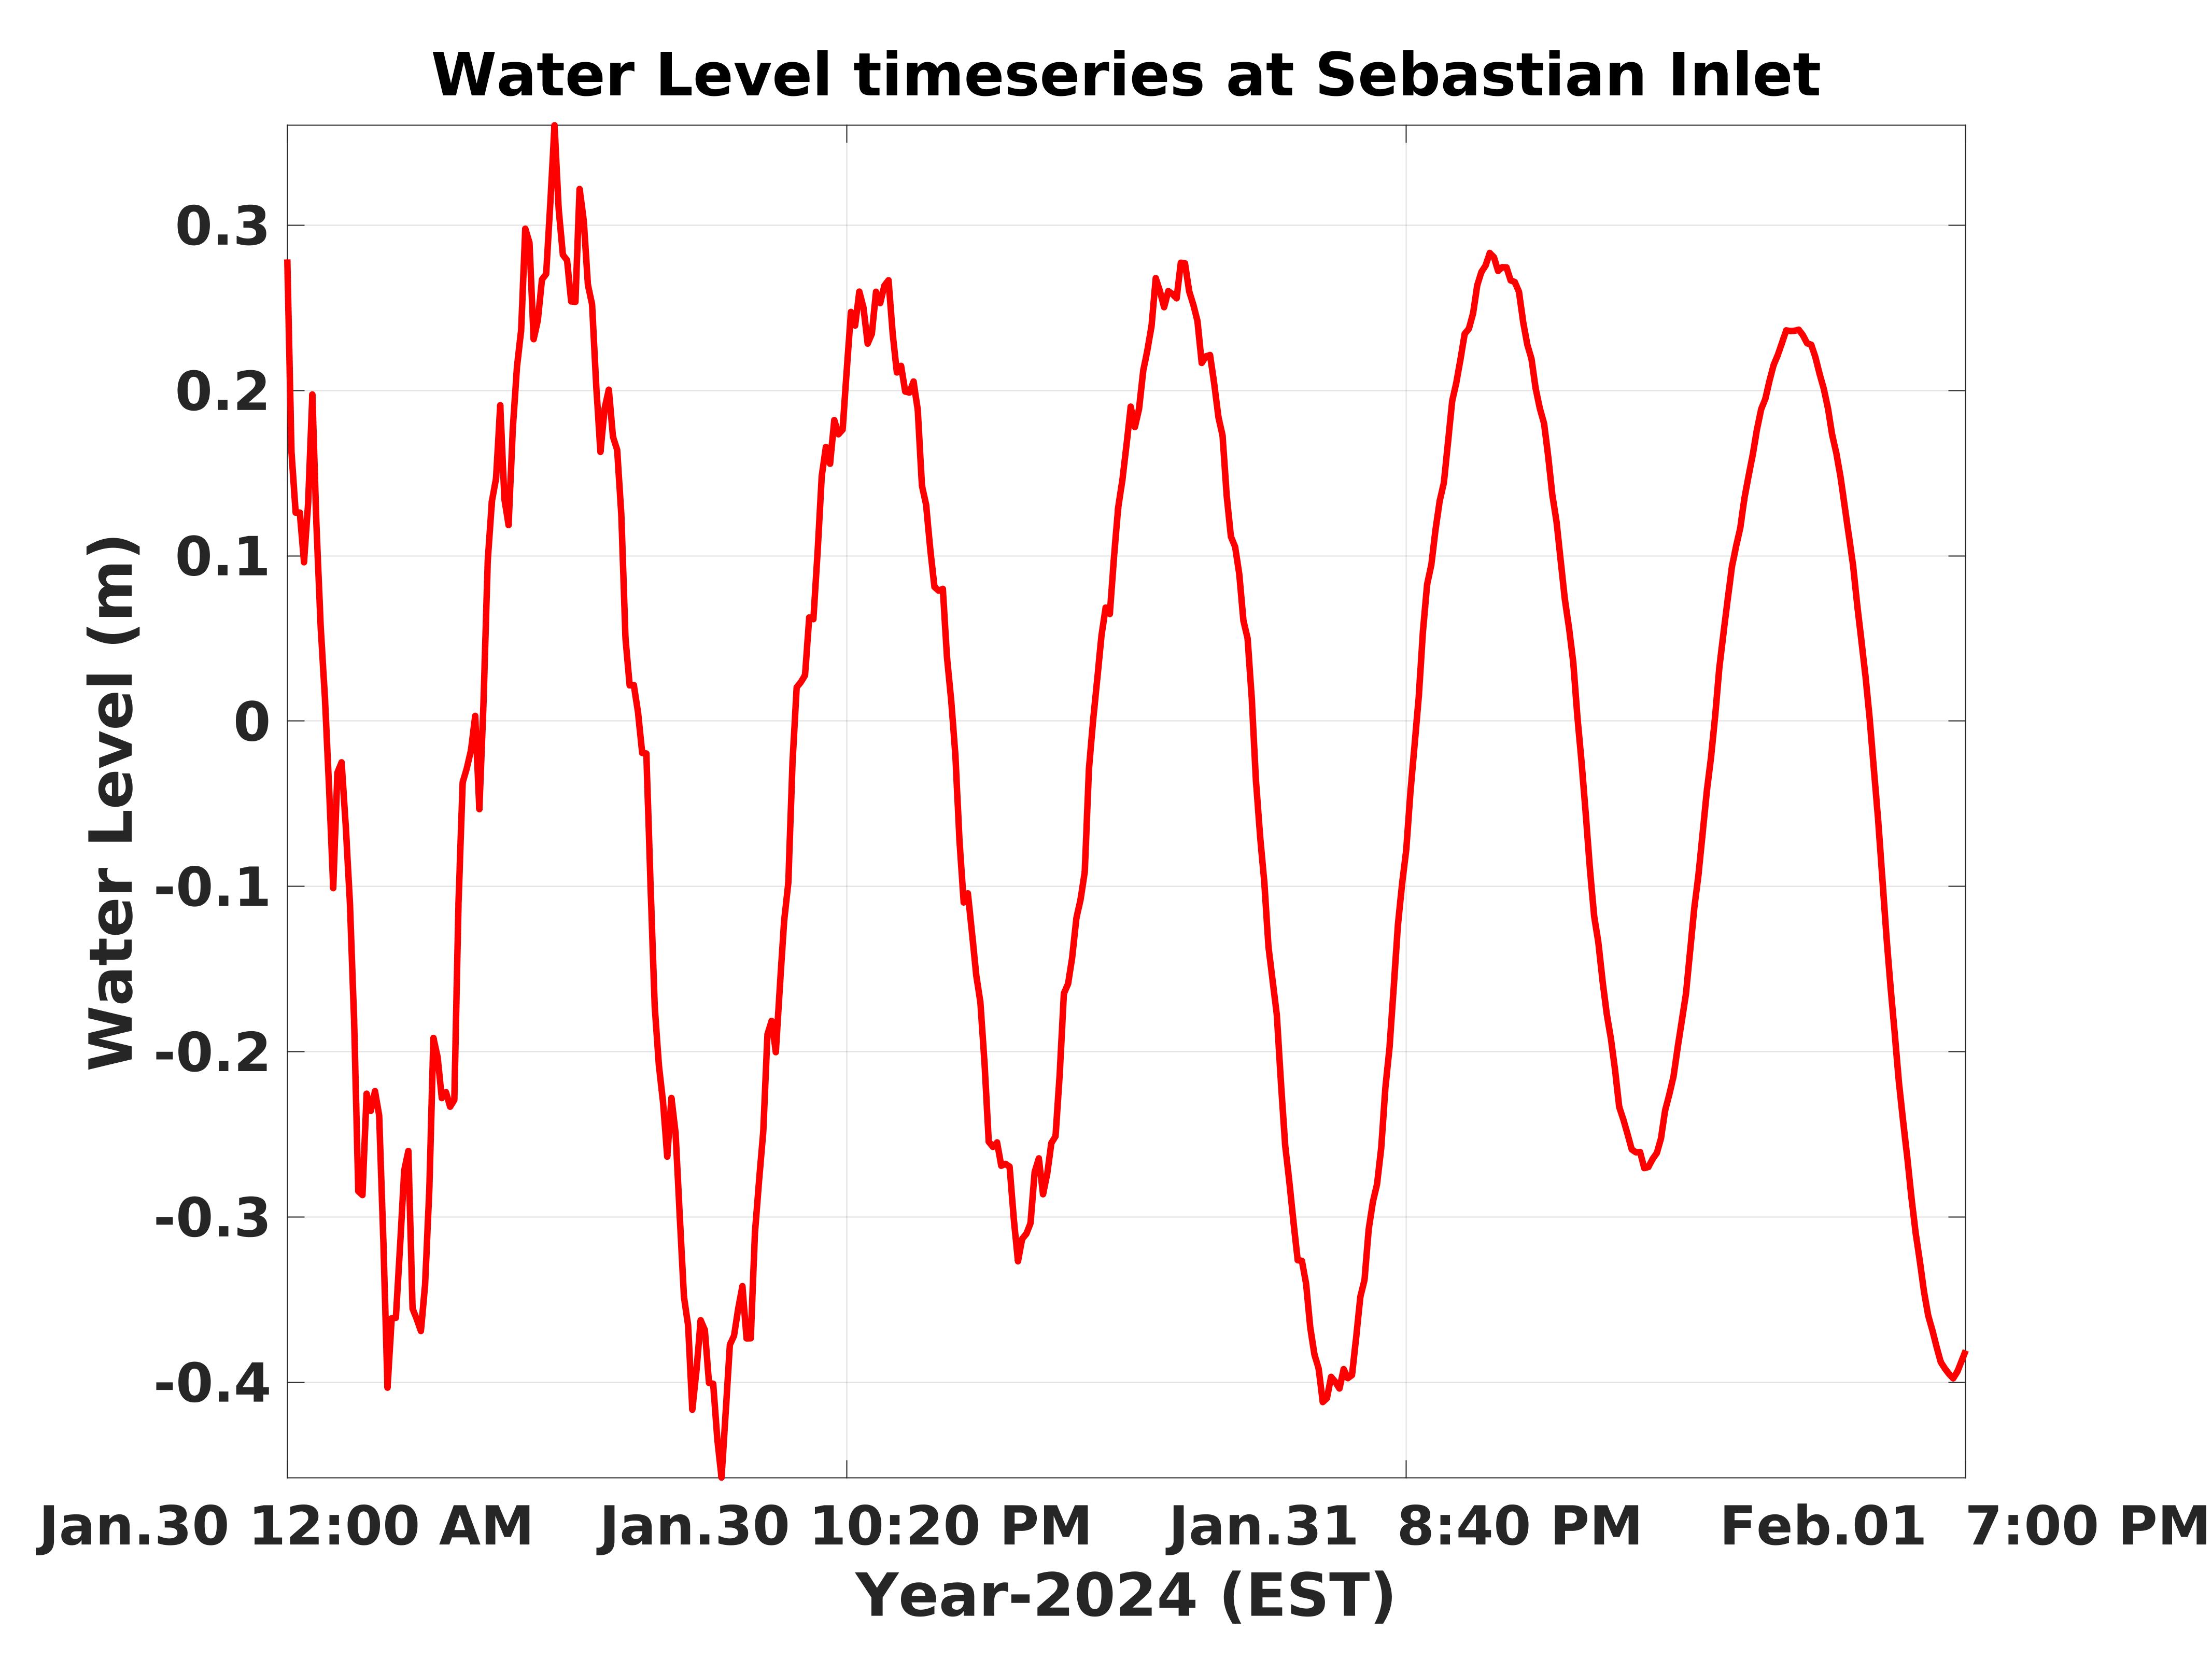 Water Level timeseries at Sebastian Inlet
Water Level (m)
0.3
0.2
0.1
0
-0.1
-0.2
-0.3
-0.4
Jan.30 12:00 AM Jan.30 10:20 PM Jan.31 8:40 PM Feb.01 7:00 PM
Year-2024 (EST)